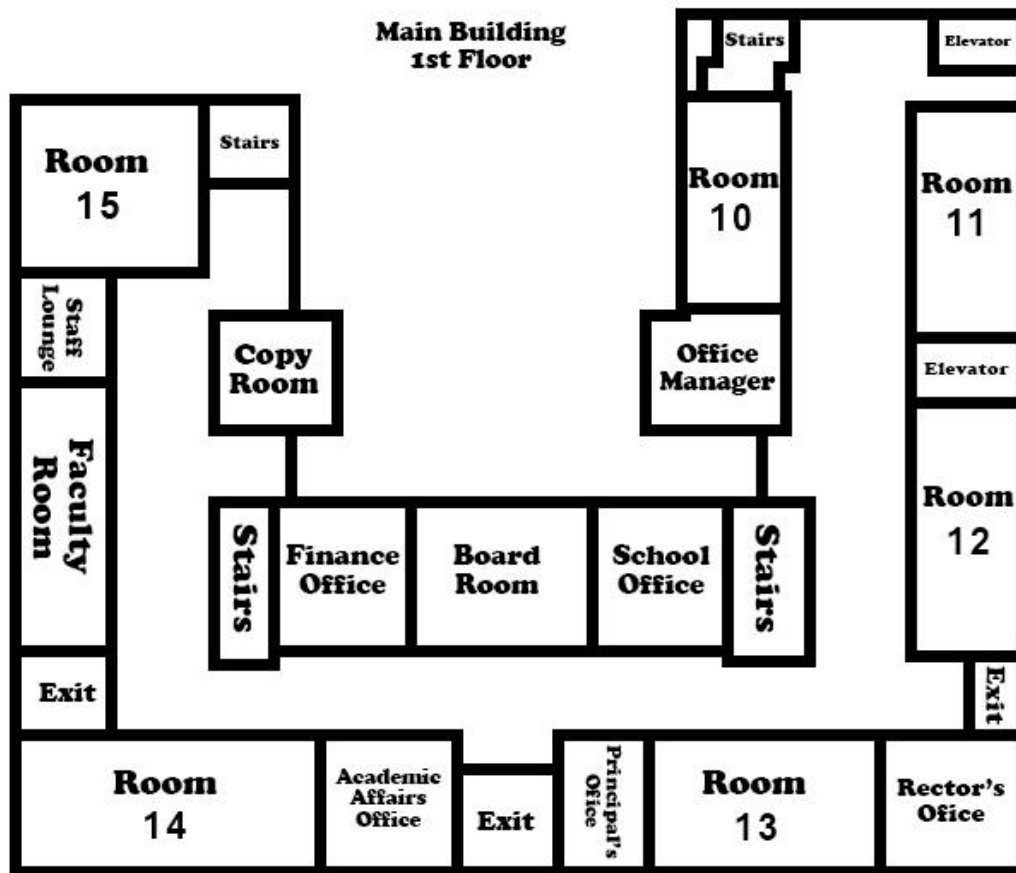 Main Building
1st Floor
Stairs
Elevator
Room
15
Stairs
Room
10
Room
11
Staff
Lounge
Copy
Room
Office
Manager
Elevator
Faculty
Room
Stairs
Finance
Office
Board
Room
School
Office
Stairs
Room
12
Exit
Exit
Room
14
Academic
Affairs
Office
Exit
Principal's
Ofice
Room
13
Rector's
Ofice